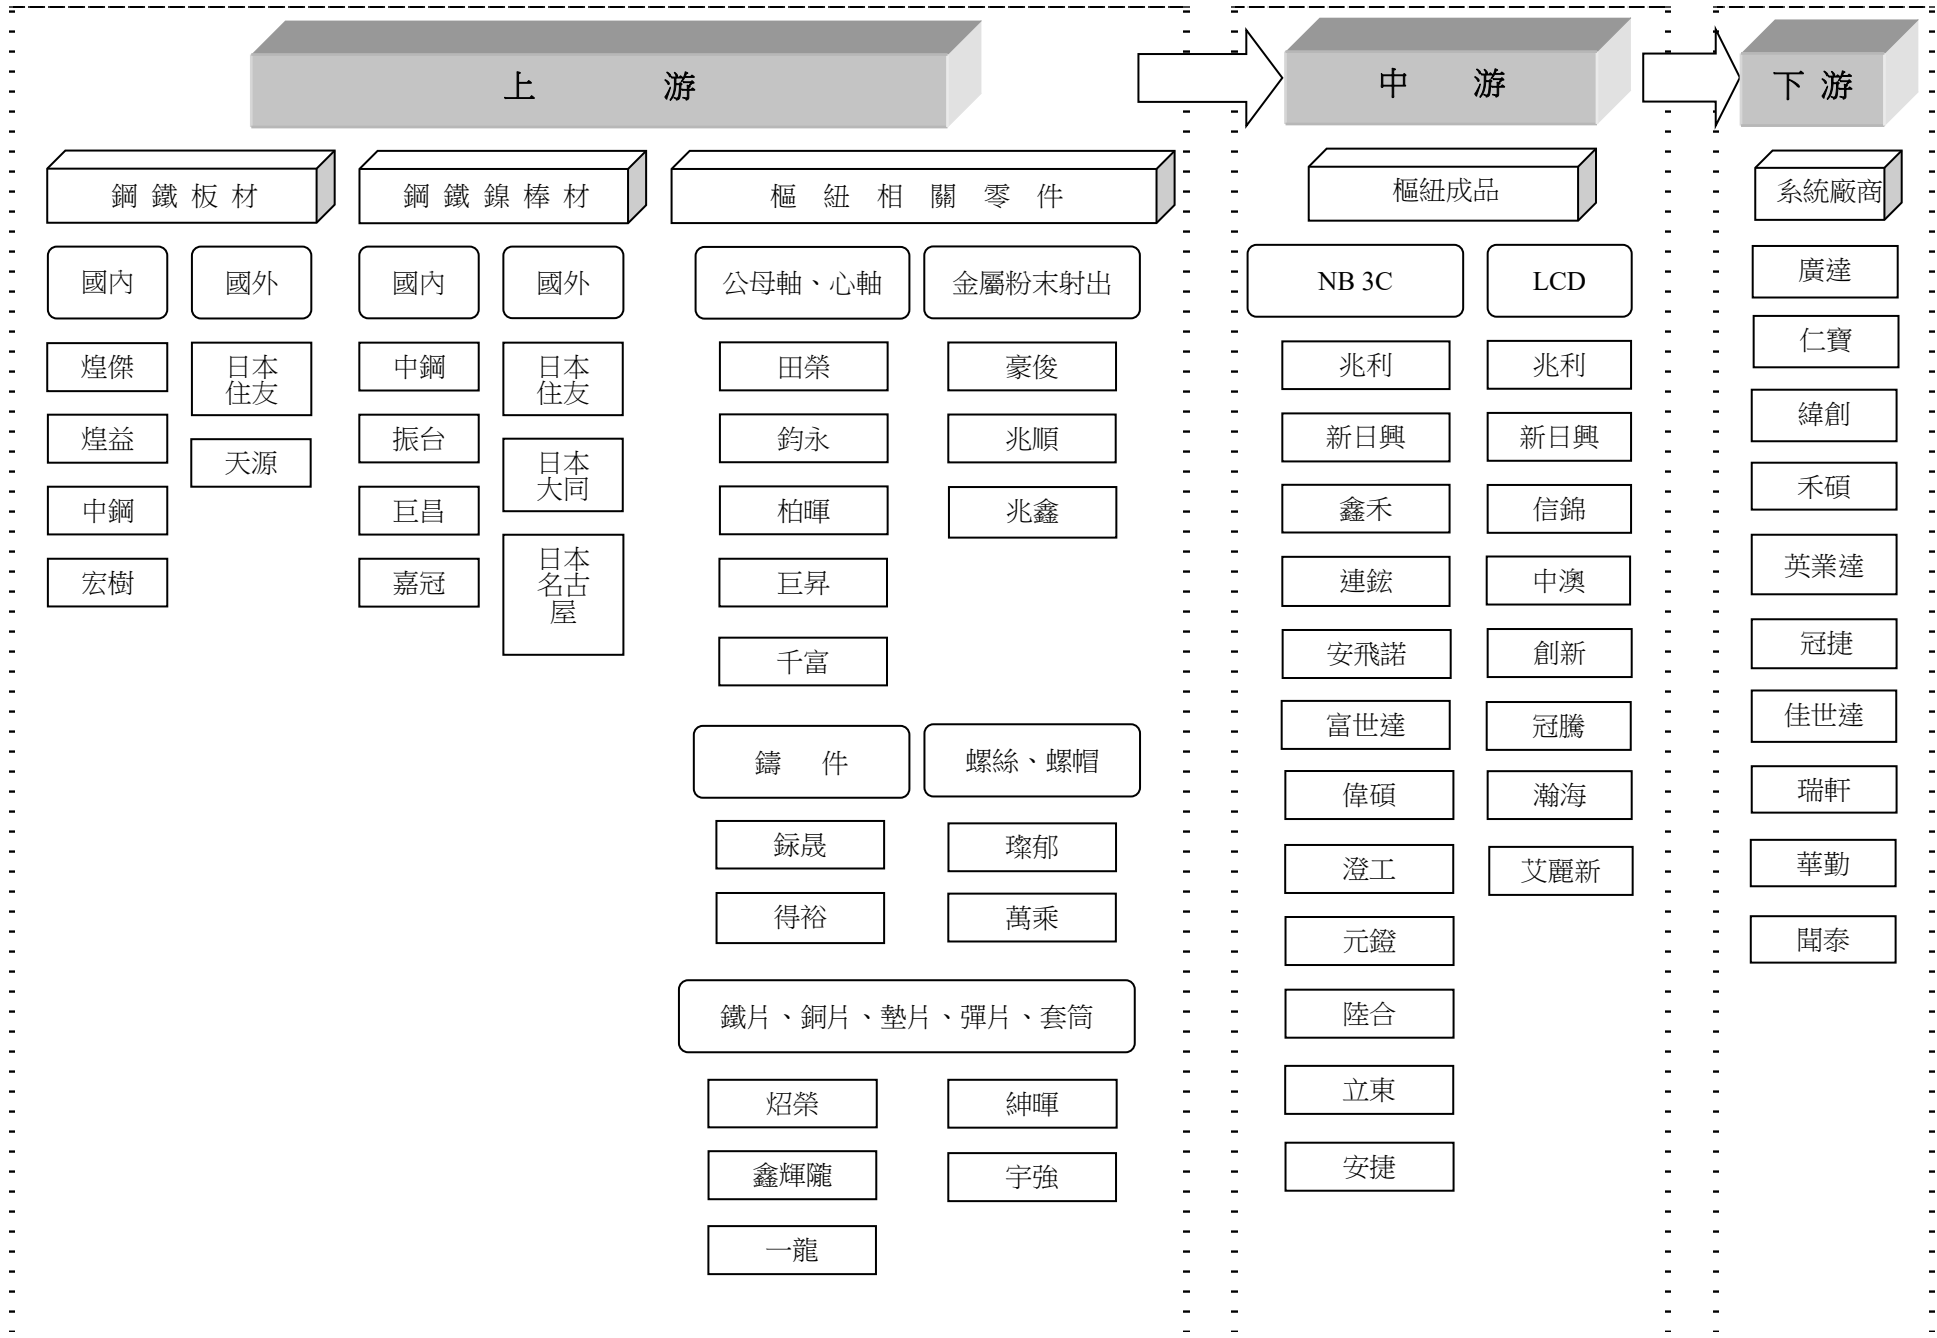 上 游
中 游
下 游
鋼鐵板材
鋼鐵鎳棒材
樞紐相關零件
樞紐成品
系統廠商
國內
國外
國內
國外
公母軸、心軸
金屬粉末射出
NB 3C
LCD
煌傑
煌益
中鋼
宏樹
日本
住友
天源
中鋼
振台
巨昌
嘉冠
日本
住友
日本
大同
日本
名古
屋
田榮
鈞永
柏暉
巨昇
千富
豪俊
兆順
兆鑫
鑄 件
螺絲、螺帽
銢晟
得裕
璨郁
萬乘
鐵片、銅片、墊片、彈片、套筒
炤榮
鑫輝隴
一龍
紳暉
宇強
兆利
新日興
鑫禾
連鋐
安飛諾
富世達
偉碩
澄工
元鐙
陸合
立東
安捷
兆利
新日興
信錦
中澳
創新
冠騰
瀚海
艾麗新
廣達
仁寶
緯創
禾碩
英業達
冠捷
佳世達
瑞軒
華勤
聞泰